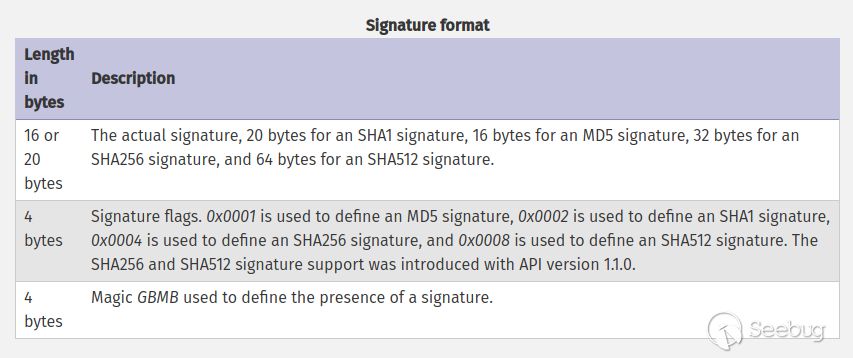 Signature format
Length
in
bytes
Description
16 or
20
bytes
The actual signature, 20 bytes for an SHA1 signature, 16 bytes for an MD5 signature, 32 bytes for an
SHA256 signature, and 64 bytes for an SHA512 signature.
4
bytes
Signature flags. 0x0001 is used to define an MD5 signature, 0x0002 is used to define an SHA1 signature,
0x0004 is used to define an SHA256 signature, and 0x0008 is used to define an SHA512 signature. The
SHA256 and SHA512 signature support was introduced with API version 1.1.0.
4
bytes
Magic GBMB used to define the presence of a signature.
Seebug